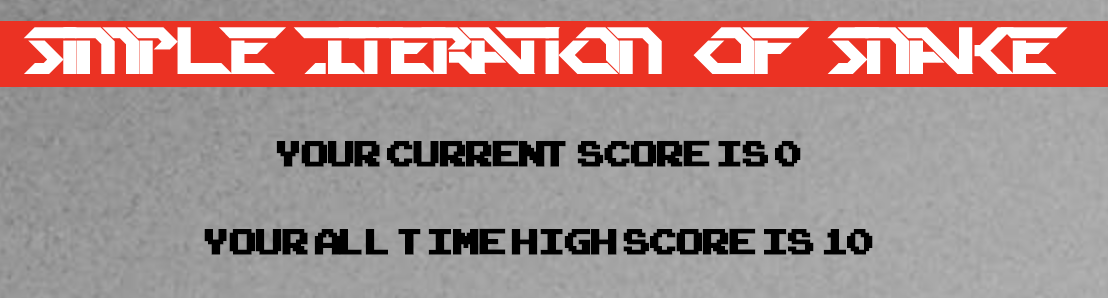 SIMPLE ITERATION OF SNAKE
YOUR CURRENT SCORE IS 0
YOUR ALL TIME HIGH SCORE IS 10